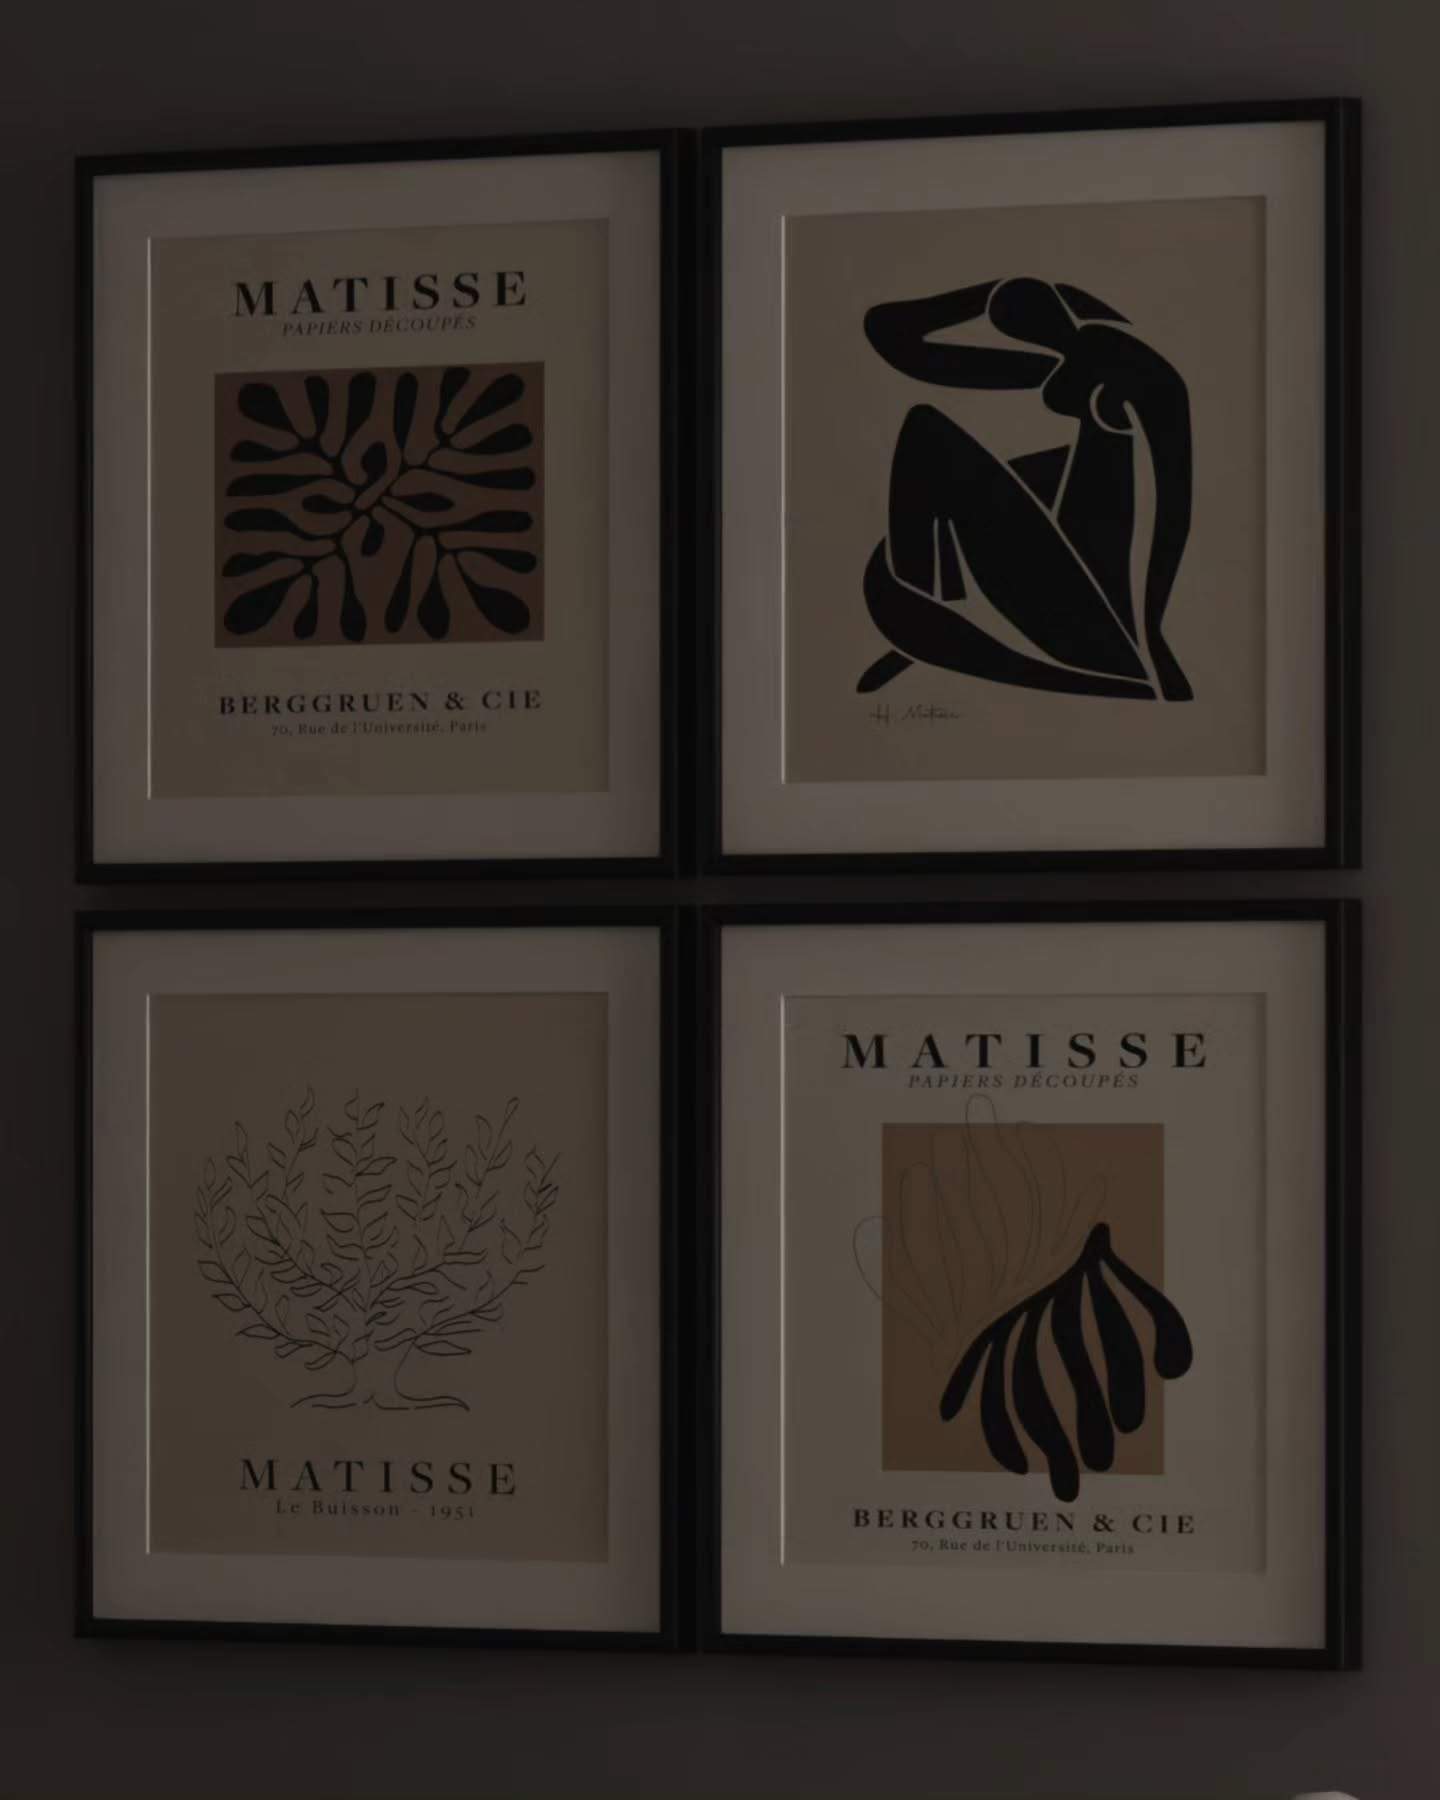 MATISSE
PAPIERS DÉCOUPÉS
BERGGRUEN & CIE
70, Rue de l'Université, Paris
H. Matisse
MATISSE
Le Buisson - 1951
MATISSE
PAPIERS DÉCOUPÉS
BERGGRUEN & CIE
70, Rue de l'Université, Paris